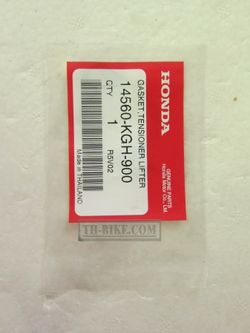 HONDA
GENUINE PARTS
Honda Motor Co., Ltd.
GASKET,TENSIONER LIFTER
14560-KGH-900
QTY 1 R5V02
Made in THAILAND
TH-BIKE.COM